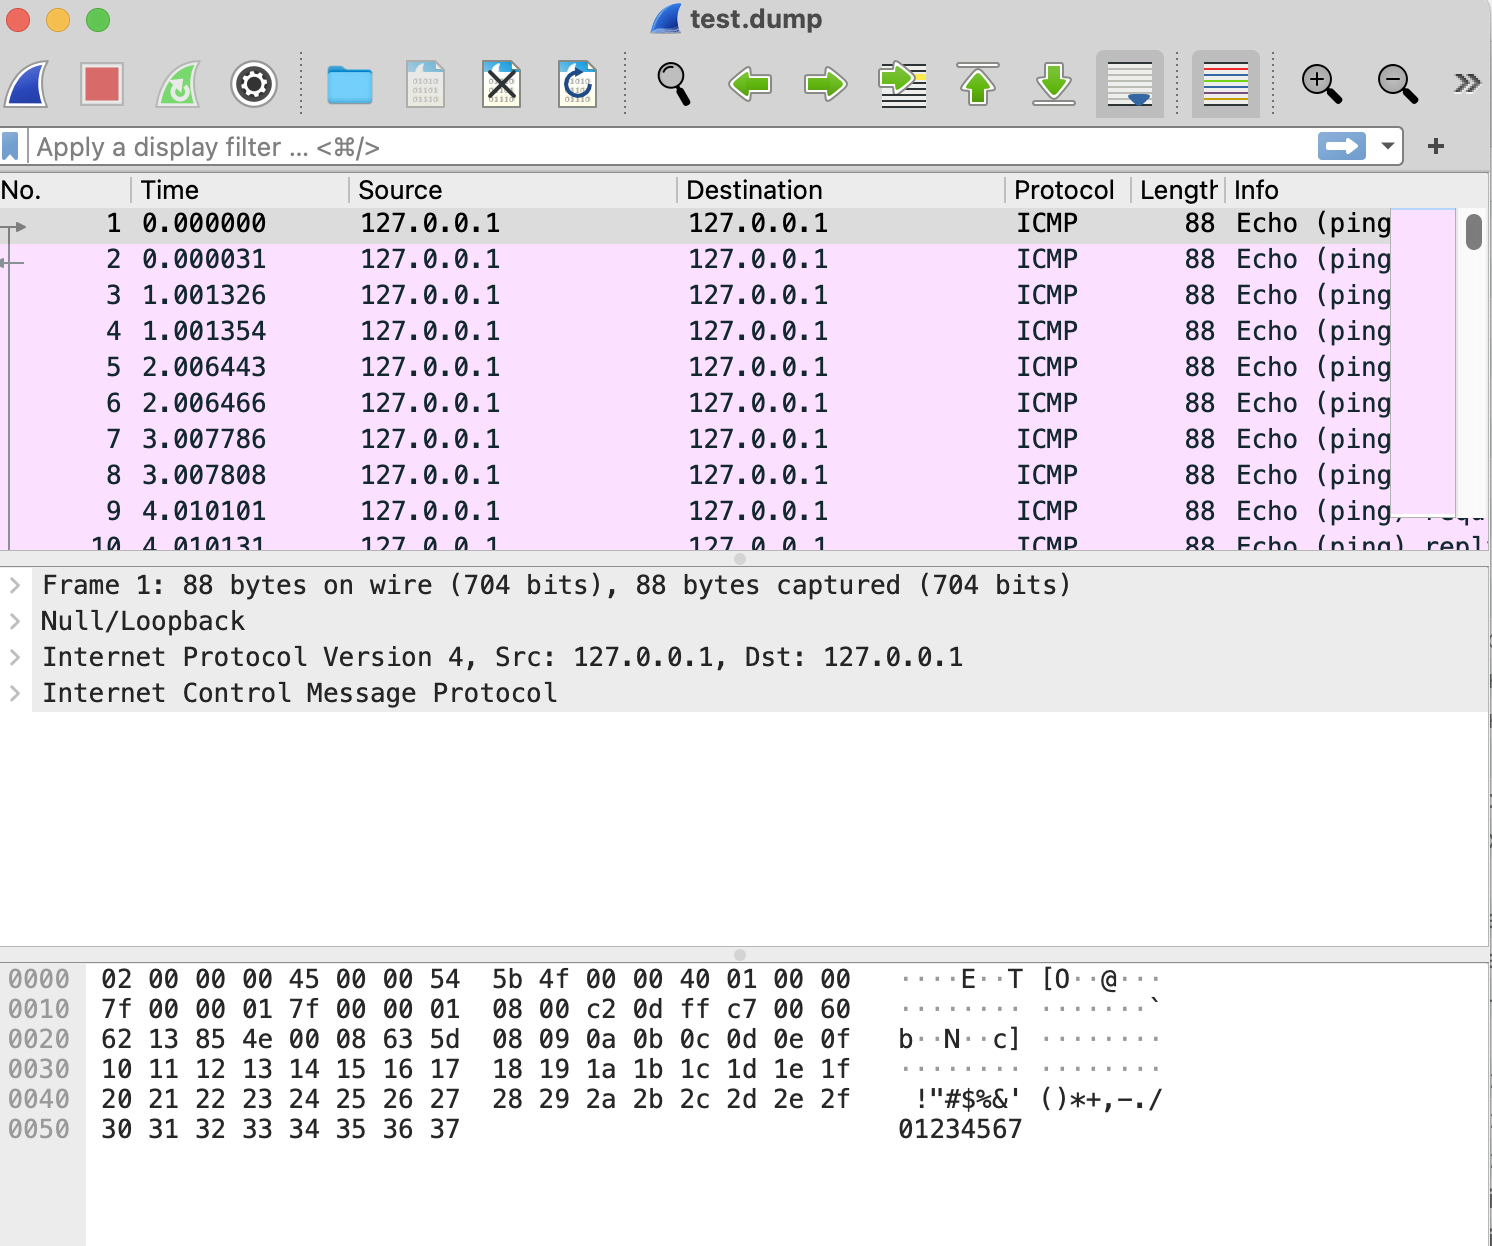 test.dump
Apply a display filter ... <⌘/>
No. Time Source Destination Protocol Length Info
1 0.000000 127.0.0.1 127.0.0.1 ICMP 88 Echo (ping
2 0.000031 127.0.0.1 127.0.0.1 ICMP 88 Echo (ping
3 1.001326 127.0.0.1 127.0.0.1 ICMP 88 Echo (ping
4 1.001354 127.0.0.1 127.0.0.1 ICMP 88 Echo (ping
5 2.006443 127.0.0.1 127.0.0.1 ICMP 88 Echo (ping
6 2.006466 127.0.0.1 127.0.0.1 ICMP 88 Echo (ping
7 3.007786 127.0.0.1 127.0.0.1 ICMP 88 Echo (ping
8 3.007808 127.0.0.1 127.0.0.1 ICMP 88 Echo (ping
9 4.010101 127.0.0.1 127.0.0.1 ICMP 88 Echo (ping)
10 4.010131 127.0.0.1 127.0.0.1 ICMP 88 Echo (ping) repl
Frame 1: 88 bytes on wire (704 bits), 88 bytes captured (704 bits)
Null/Loopback
Internet Protocol Version 4, Src: 127.0.0.1, Dst: 127.0.0.1
Internet Control Message Protocol
0000 02 00 00 00 45 00 00 54 5b 4f 00 00 40 01 00 00 ····E··T [O··@···
0010 7f 00 00 01 7f 00 00 01 08 00 c2 0d ff c7 00 60 ········ ·······`
0020 62 13 85 4e 00 08 63 5d 08 09 0a 0b 0c 0d 0e 0f b··N··c] ········
0030 10 11 12 13 14 15 16 17 18 19 1a 1b 1c 1d 1e 1f ········ ········
0040 20 21 22 23 24 25 26 27 28 29 2a 2b 2c 2d 2e 2f !"#$%&' ()*+,-./
0050 30 31 32 33 34 35 36 37 01234567